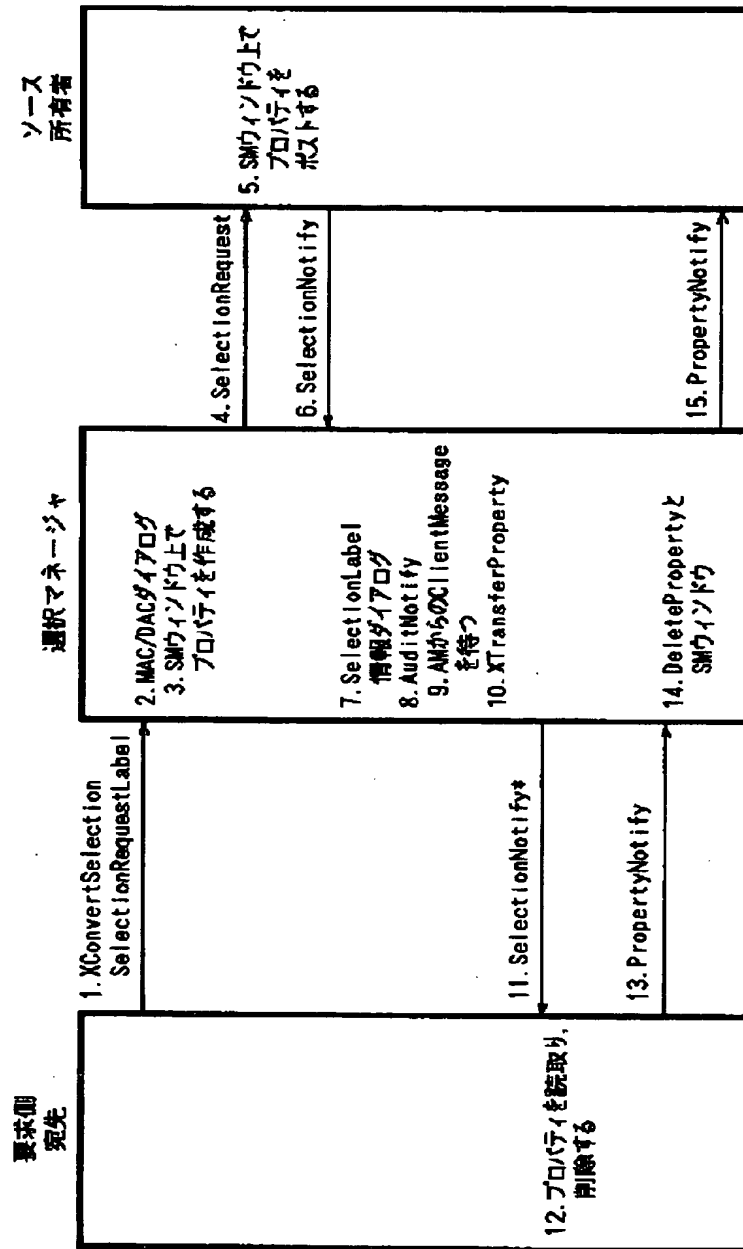 要求側
宛先
選択マネージャ
ソース
所有者
1.XConvertSelection
SelectionRequestLabel
2.MAC/DACダイアログ
3.SMウィンドウ上で
プロパティを作成する
4.SelectionRequest
5.SMウィンドウ上で
プロパティを
ポストする
6.SelectionNotify
7.SelectionLabel
情報ダイアログ
8.AuditNotify
9.AMからのClientMessage
を待つ
10.XTransferProperty
11.SelectionNotify*
12.プロパティを読取り,
削除する
13.PropertyNotify
14.DeletePropertyと
SMウィンドウ
15.PropertyNotify